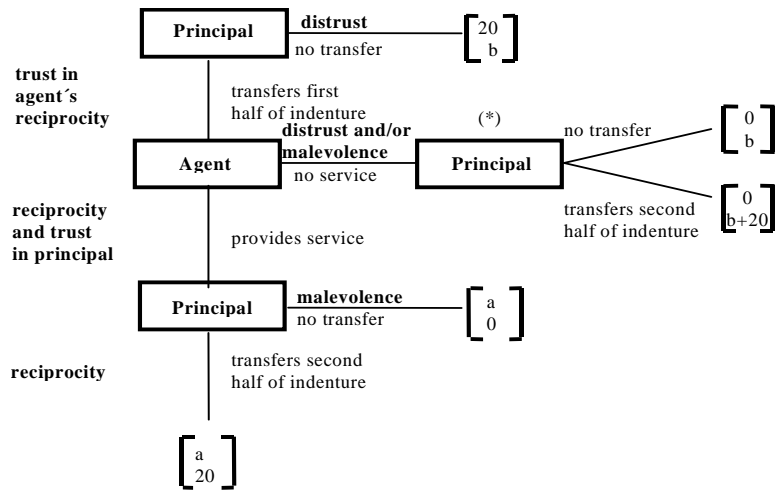 Principal
distrust
no transfer
20
b
trust in
agent´s
reciprocity
transfers first
half of indenture
distrust and/or
malevolence
no service
Agent
(*)
Principal
no transfer
0
b
transfers second
half of indenture
0
b+20
reciprocity
and trust
in principal
provides service
Principal
malevolence
no transfer
a
0
reciprocity
transfers second
half of indenture
a
20